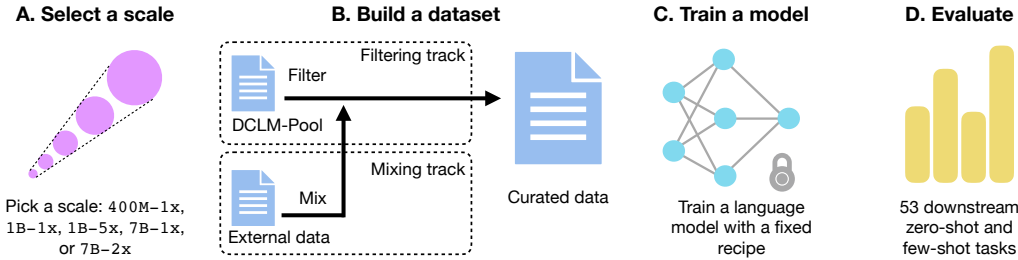 A. Select a scale
Pick a scale: 400M-1x,
1B-1x, 1B-5x, 7B-1x,
or 7B-2x
B. Build a dataset
Filtering track
Filter
DCLM-Pool
Mixing track
Mix
External data
Curated data
C. Train a model
Train a language
model with a fixed
recipe
D. Evaluate
53 downstream
zero-shot and
few-shot tasks